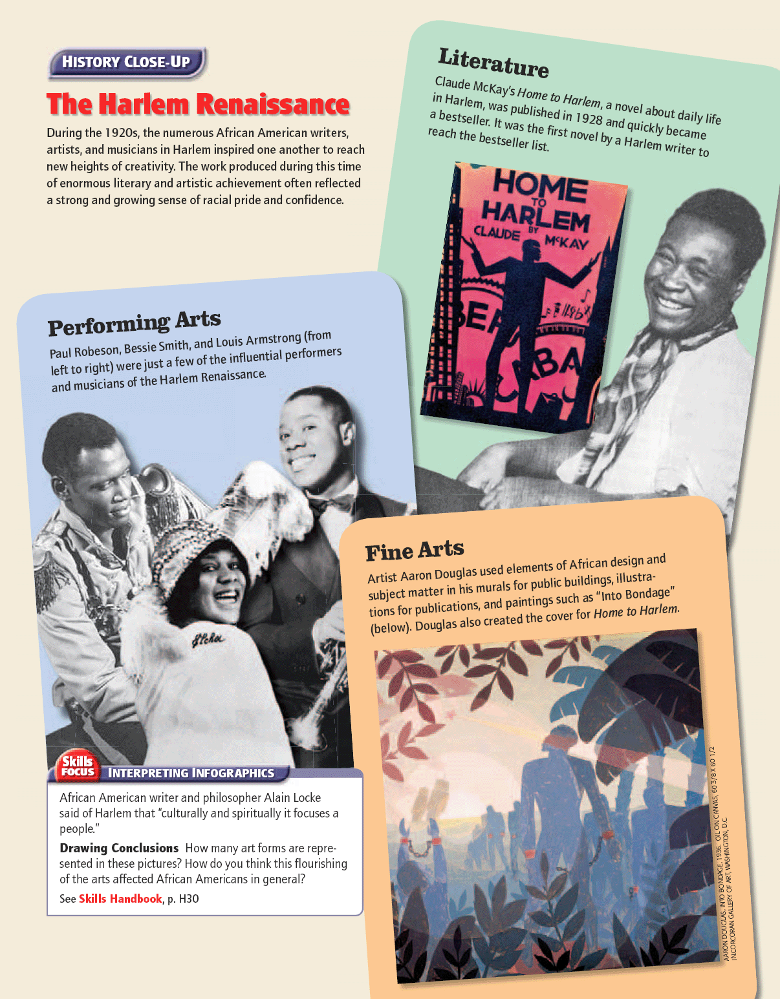 HISTORY CLOSE-UP
The Harlem Renaissance
During the 1920s, the numerous African American writers,
artists, and musicians in Harlem inspired one another to reach
new heights of creativity. The work produced during this time
of enormous literary and artistic achievement often reflected
a strong and growing sense of racial pride and confidence.
Literature
Claude McKay's Home to Harlem, a novel about daily life
in Harlem, was published in 1928 and quickly became
a bestseller. It was the first novel by a Harlem writer to
reach the bestseller list.
HOME
TO
HARLEM
BY
CLAUDE McKAY
Performing Arts
Paul Robeson, Bessie Smith, and Louis Armstrong (from
left to right) were just a few of the influential performers
and musicians of the Harlem Renaissance.
Fine Arts
Artist Aaron Douglas used elements of African design and
subject matter in his murals for public buildings, illustra-
tions for publications, and paintings such as "Into Bondage"
(below). Douglas also created the cover for Home to Harlem.
AARON DOUGLAS, INTO BONDAGE, 1936. OIL ON CANVAS, 60 3/8 X 60 1/2
IN.CORCORAN GALLERY OF ART, WASHINGTON, D.C.
Skills
FOCUS
INTERPRETING INFOGRAPHICS
African American writer and philosopher Alain Locke
said of Harlem that "culturally and spiritually it focuses a
people."
Drawing Conclusions How many art forms are repre-
sented in these pictures? How do you think this flourishing
of the arts affected African Americans in general?
See Skills Handbook, p. H30